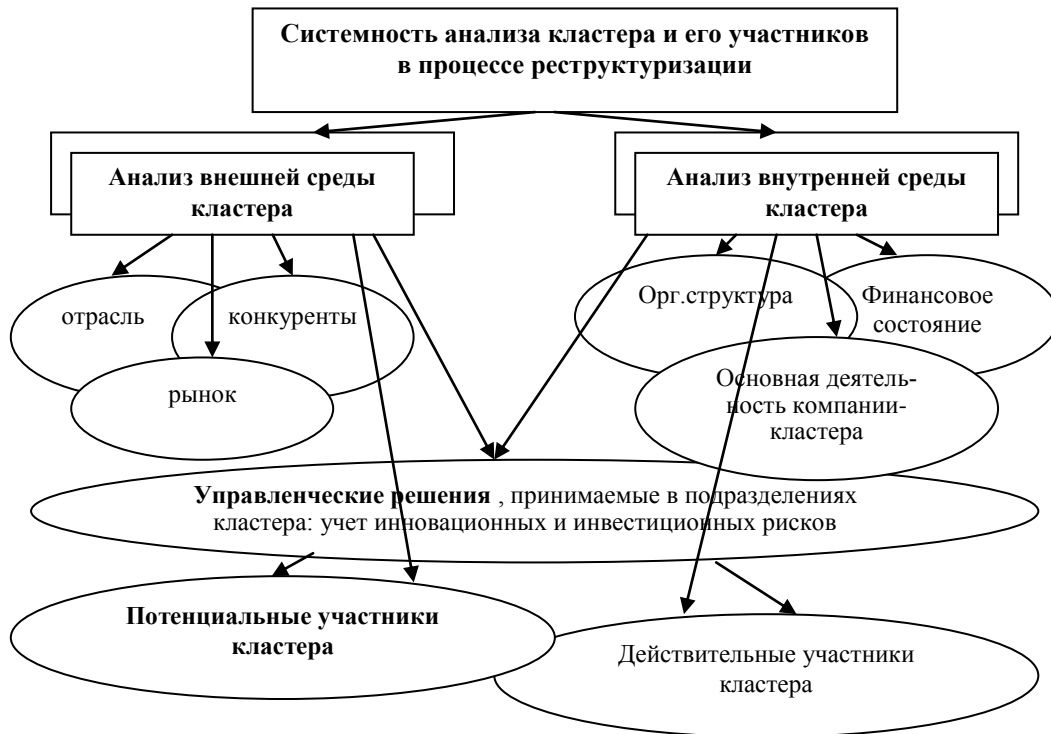 Системность анализа кластера и его участников
в процессе реструктуризации
Анализ внешней среды
кластера
Анализ внутренней среды
кластера
отрасль
конкуренты
рынок
Орг.структура
Финансовое
состояние
Основная деятель-
ность компании-
кластера
Управленческие решения , принимаемые в подразделениях
кластера: учет инновационных и инвестиционных рисков
Потенциальные участники
кластера
Действительные участники
кластера